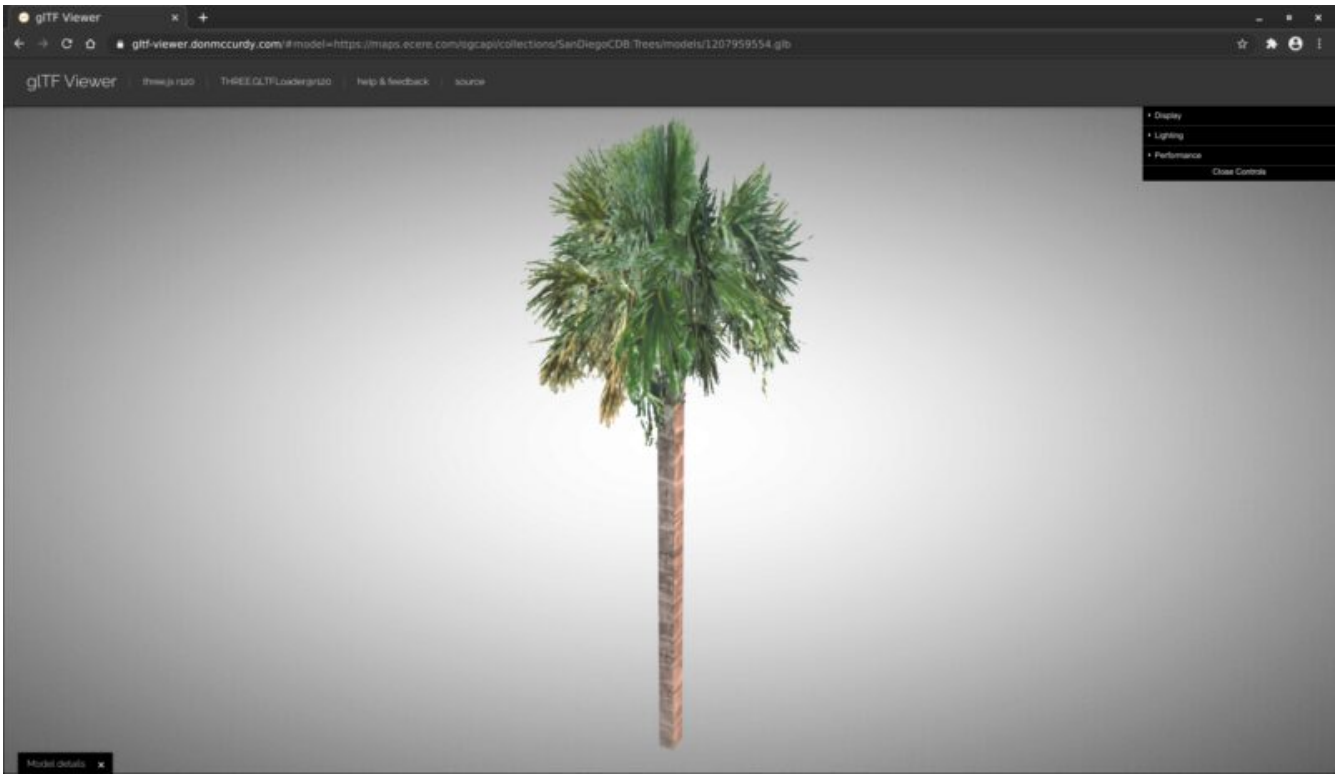 glTF Viewer
gltf-viewer.donmccurdy.com/#model=https://maps.ecere.com/ogcapi/collections/SanDiegoCDB:Trees/models/1207959554.glb
glTF Viewer | three.js r120 | THREE.GLTFLoader@r120 | help & feedback | source
Display
Lighting
Performance
Close Controls
Model details x